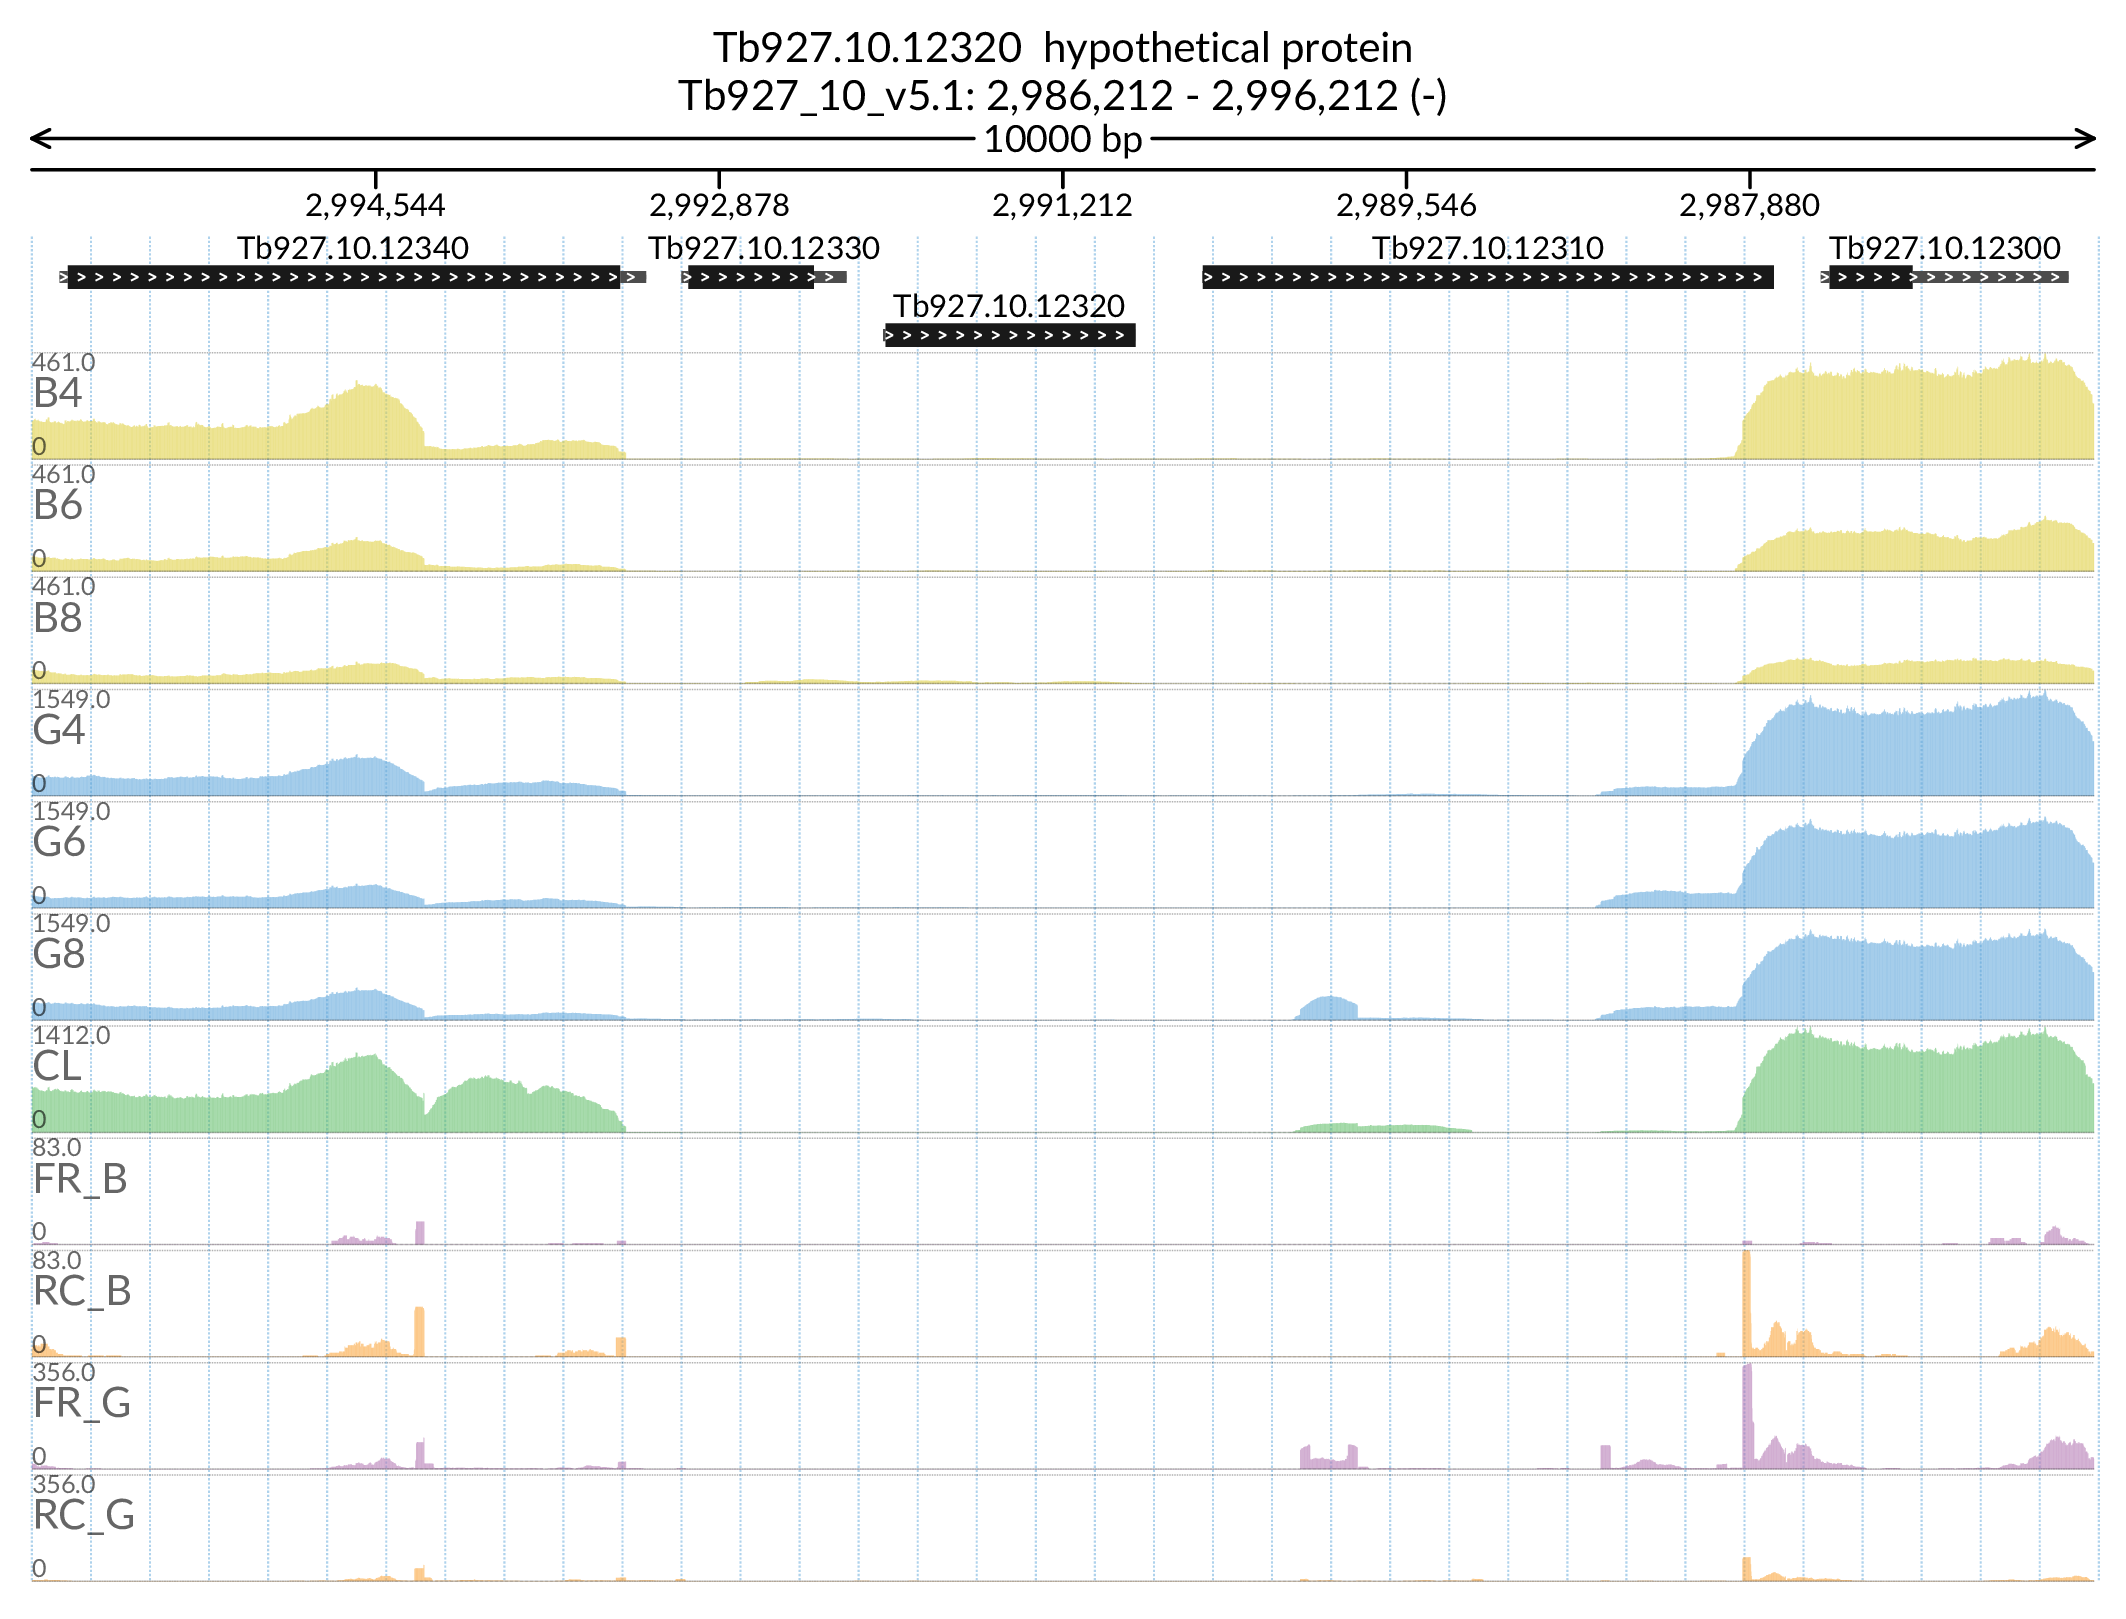 Tb927.10.12320  hypothetical protein
Tb927_10_v5.1: 2,986,212 - 2,996,212 (-)
10000 bp
2,994,544 2,992,878 2,991,212 2,989,546 2,987,880
Tb927.10.12340 Tb927.10.12330 Tb927.10.12310 Tb927.10.12300
Tb927.10.12320
461.0
B4
0
461.0
B6
0
461.0
B8
0
1549.0
G4
0
1549.0
G6
0
1549.0
G8
0
1412.0
CL
0
83.0
FR_B
0
83.0
RC_B
0
356.0
FR_G
0
356.0
RC_G
0